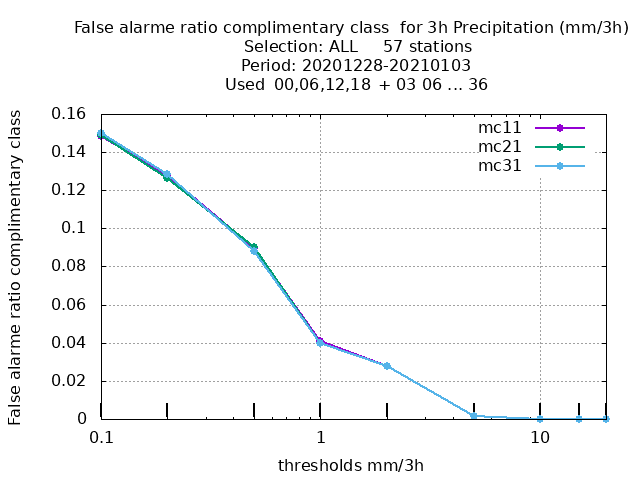 False alarme ratio complimentary class  for 3h Precipitation (mm/3h)
Selection: ALL     57 stations
Period: 20201228-20210103
Used  00,06,12,18  + 03 06 ... 36
False alarme ratio complimentary class
0.16
0.14
0.12
0.1
0.08
0.06
0.04
0.02
0
mc11
mc21
mc31
0.1
1
10
thresholds mm/3h